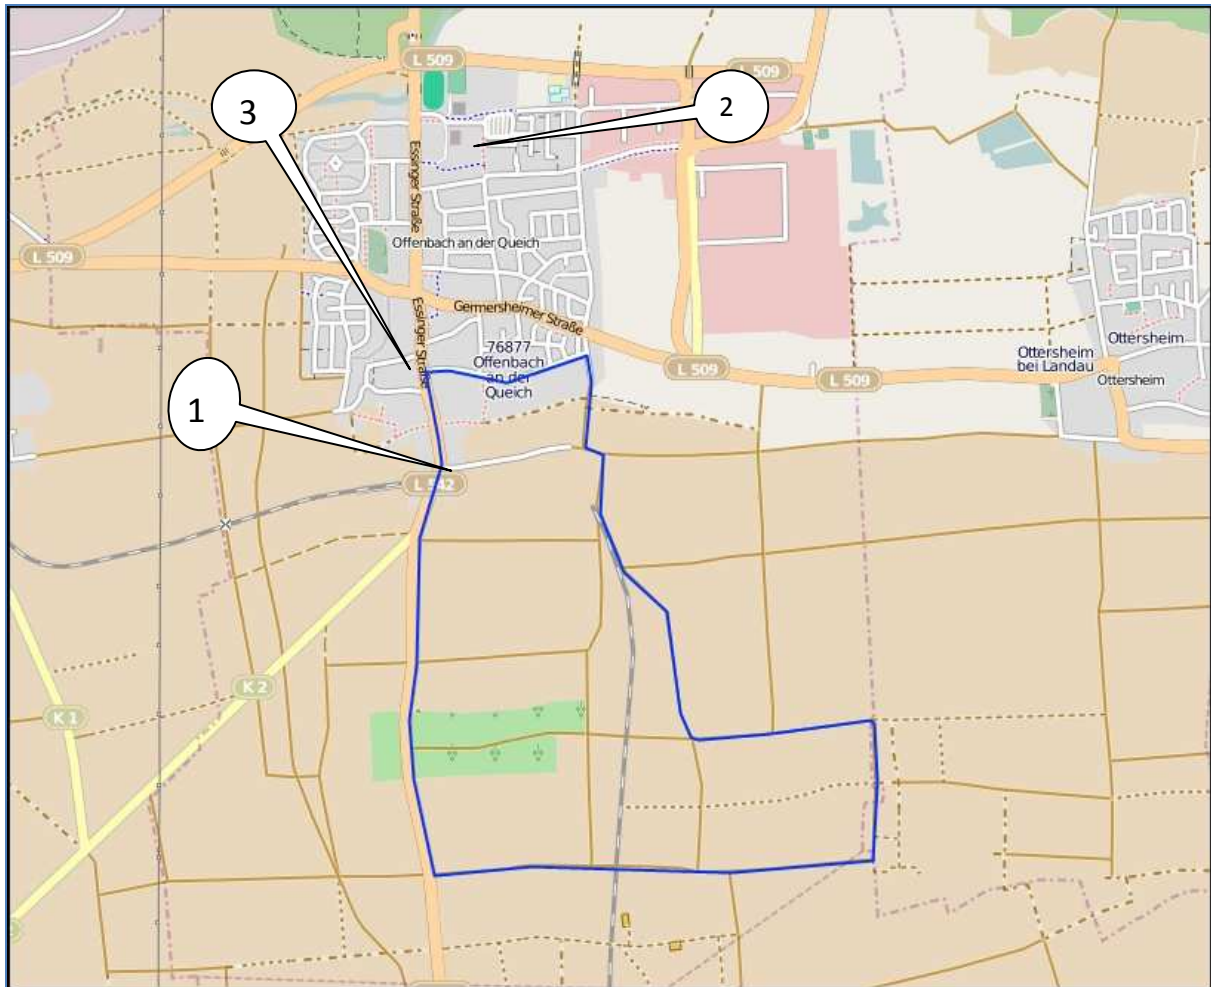 L 509
L 509
3
2
Essinger Straße
Offenbach an der Queich
L 509
Essinger Straße
Germersheimer Straße
76877
Offenbach
an der
Queich
L 509
L 509
Ottersheim
Ottersheim
bei Landau
Ottersheim
1
L 542
K 2
K 1